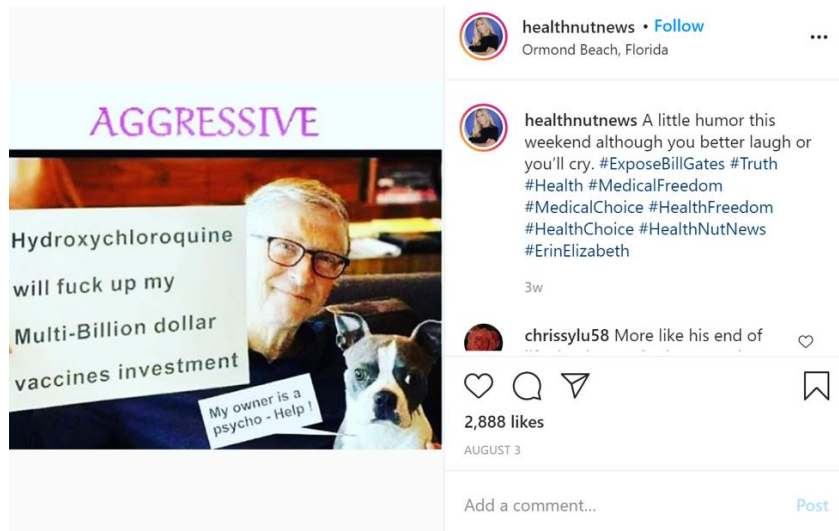 AGGRESSIVE
Hydroxychloroquine
will fuck up my
Multi-Billion dollar
vaccines investment
My owner is a
psycho - Help !
healthnutnews • Follow
Ormond Beach, Florida
healthnutnews A little humor this
weekend although you better laugh or
you'll cry. #ExposeBillGates #Truth
#Health #MedicalFreedom
#MedicalChoice #HealthFreedom
#HealthChoice #HealthNutNews
#ErinElizabeth
3w
chrissylu58 More like his end of
2,888 likes
AUGUST 3
Add a comment...
Post